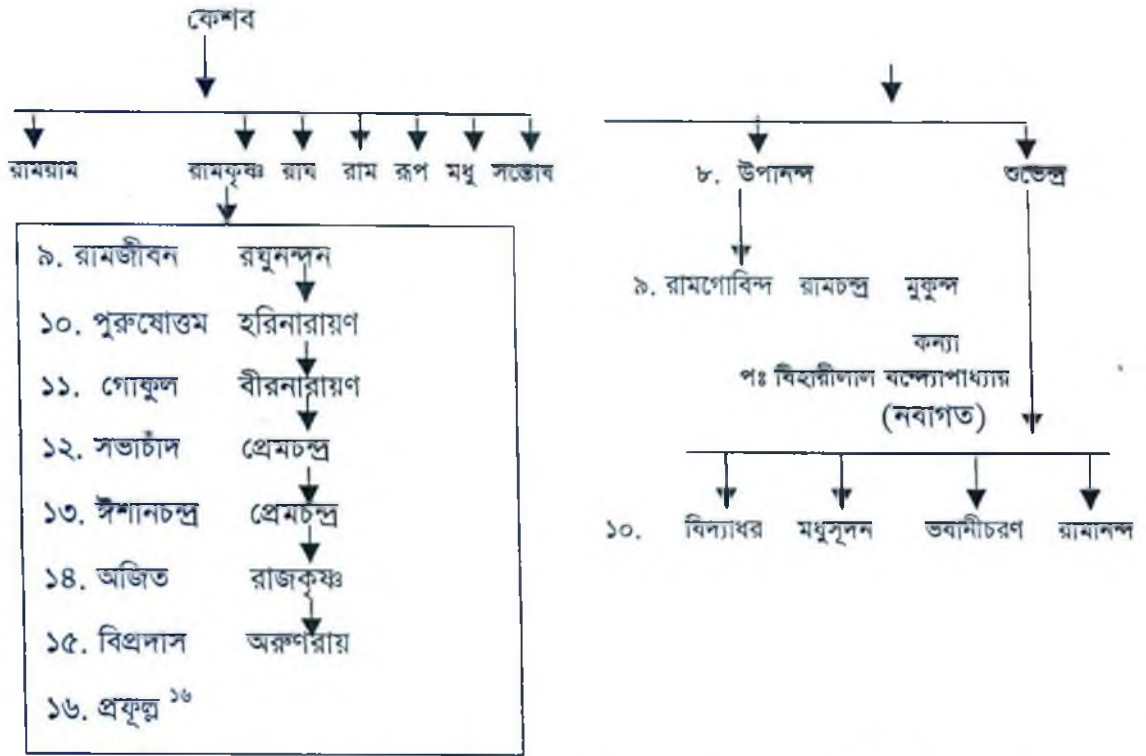 কেশব
রামরাম রামকৃষ্ণ রাঘ রাম রূপ মধু সন্তোষ
৯. রামজীবন রঘুনন্দন
১০. পুরুষোত্তম হরিনারায়ণ
১১. গোকুল বীরনারায়ণ
১২. সভাচাঁদ প্রেমচন্দ্র
১৩. ঈশানচন্দ্র প্রেমচন্দ্র
১৪. অজিত রাজকৃষ্ণ
১৫. বিপ্রদাস অরুণরায়
১৬. প্রফুল্ল ১৬
৮. উপানন্দ শুভেন্দ্র
৯. রামগোবিন্দ রামচন্দ্র মুকুন্দ
কন্যা
পঃ বিহারীলাল বন্দ্যোপাধ্যায়
(নবাগত)
১০. বিদ্যাধর মধুসূদন ভবানীচরণ রামানন্দ